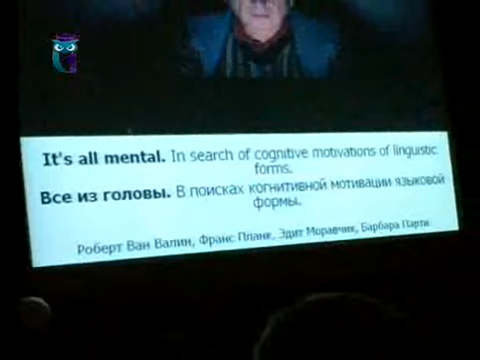 It's all mental. In search of cognitive motivations of linguistic
forms.
Все из головы. В поисках когнитивной мотивации языковой
формы.
Роберт Ван Валин, Франс Планк, Эдит Моравчик, Барбара Парти